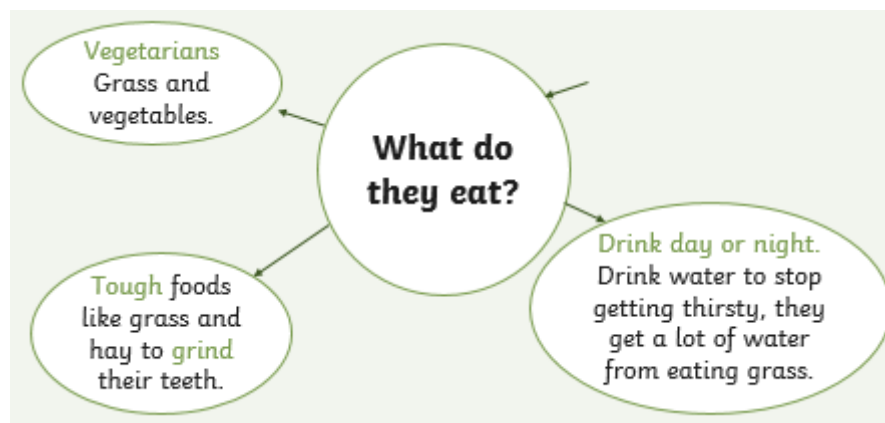 Vegetarians
Grass and
vegetables.
What do
they eat?
Tough foods
like grass and
hay to grind
their teeth.
Drink day or night.
Drink water to stop
getting thirsty, they
get a lot of water
from eating grass.